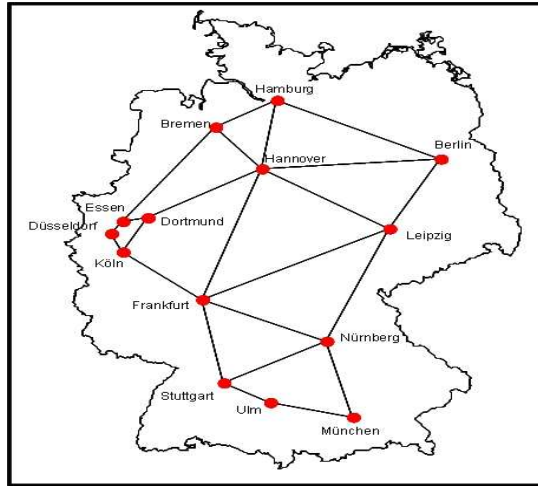 Hamburg
Bremen
Berlin
Hannover
Essen
Dortmund
Düsseldorf
Leipzig
Köln
Frankfurt
Nürnberg
Stuttgart
Ulm
München